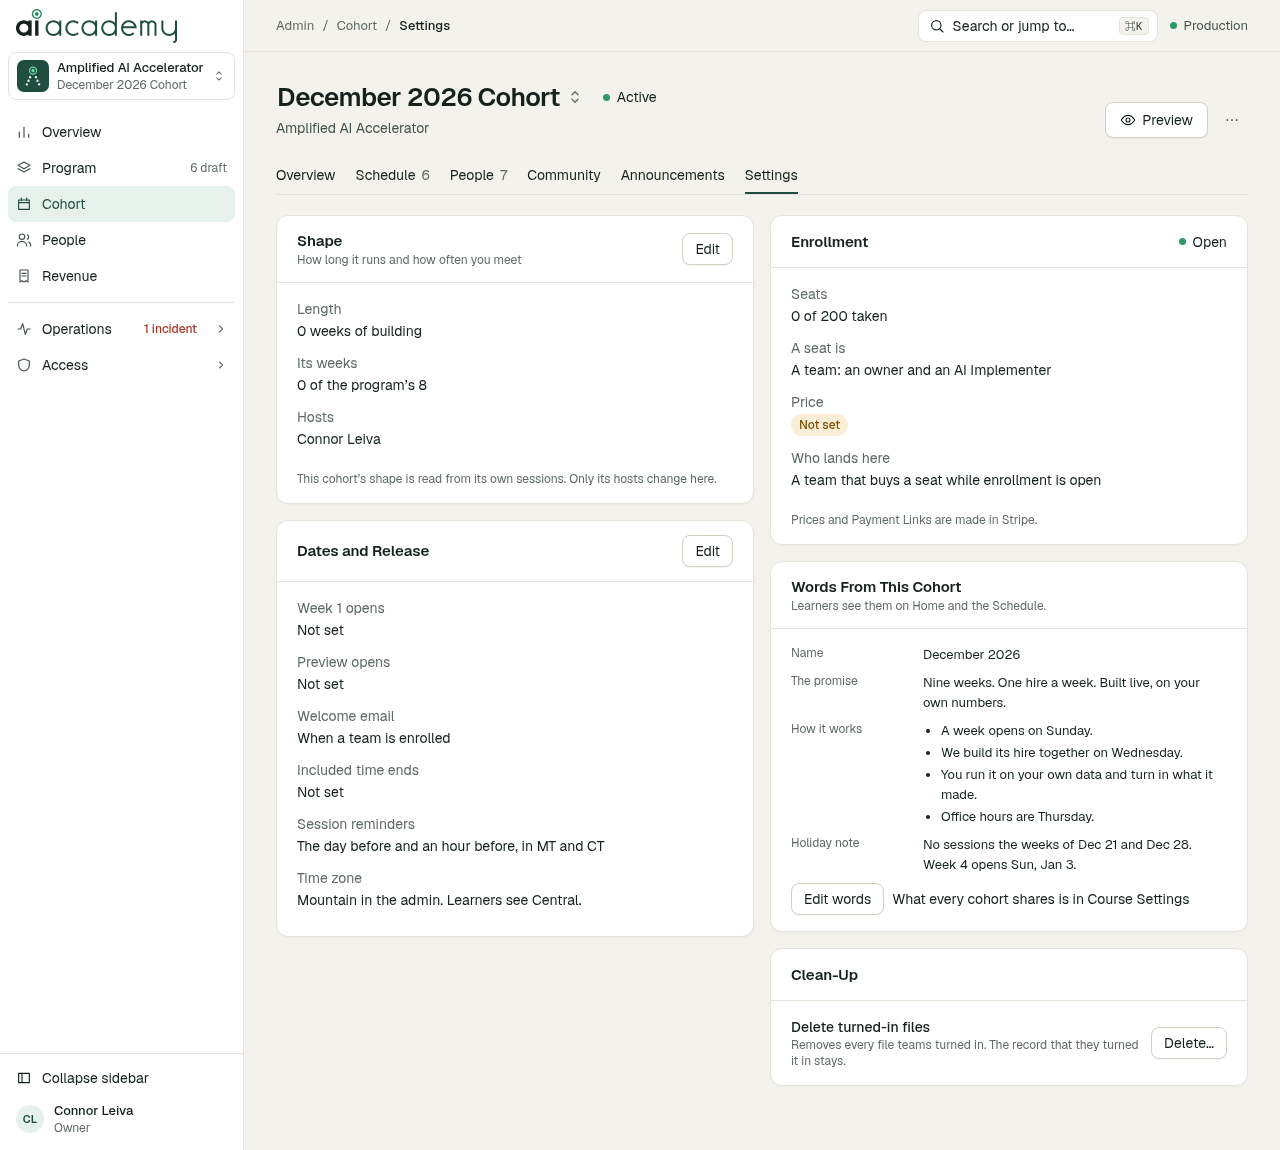 ai academy
Amplified AI Accelerator
December 2026 Cohort
Overview
Program
6 draft
Cohort
People
Revenue
Operations
1 incident
Access
Collapse sidebar
CL
Connor Leiva
Owner
Admin / Cohort / Settings
Search or jump to...
⌘K
Production
December 2026 Cohort
Active
Amplified AI Accelerator
Preview
Overview
Schedule 6
People 7
Community
Announcements
Settings
Shape
How long it runs and how often you meet
Edit
Length
0 weeks of building
Its weeks
0 of the program's 8
Hosts
Connor Leiva
This cohort's shape is read from its own sessions. Only its hosts change here.
Dates and Release
Edit
Week 1 opens
Not set
Preview opens
Not set
Welcome email
When a team is enrolled
Included time ends
Not set
Session reminders
The day before and an hour before, in MT and CT
Time zone
Mountain in the admin. Learners see Central.
Enrollment
Open
Seats
0 of 200 taken
A seat is
A team: an owner and an AI Implementer
Price
Not set
Who lands here
A team that buys a seat while enrollment is open
Prices and Payment Links are made in Stripe.
Words From This Cohort
Learners see them on Home and the Schedule.
Name
December 2026
The promise
Nine weeks. One hire a week. Built live, on your
own numbers.
How it works
• A week opens on Sunday.
• We build its hire together on Wednesday.
• You run it on your own data and turn in what it
made.
• Office hours are Thursday.
Holiday note
No sessions the weeks of Dec 21 and Dec 28.
Week 4 opens Sun, Jan 3.
Edit words
What every cohort shares is in Course Settings
Clean-Up
Delete turned-in files
Removes every file teams turned in. The record that they turned
it in stays.
Delete...